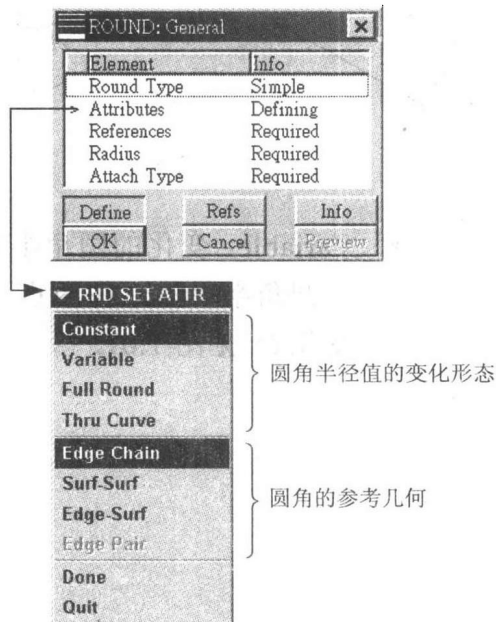 ROUND: General
Element Info
Round Type Simple
Attributes Defining
References Required
Radius Required
Attach Type Required
Define Refs Info
OK Cancel Preview
RND SET ATTR
Constant
Variable
Full Round
Thru Curve
圆角半径值的变化形态
Edge Chain
Surf-Surf
Edge-Surf
Edge Pair
圆角的参考几何
Done
Quit